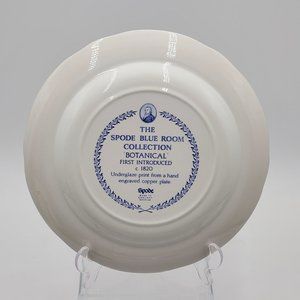 THE
SPODE BLUE ROOM
COLLECTION
BOTANICAL
FIRST INTRODUCED
c 1820
Underglaze print from a hand
engraved copper plate.
Spode